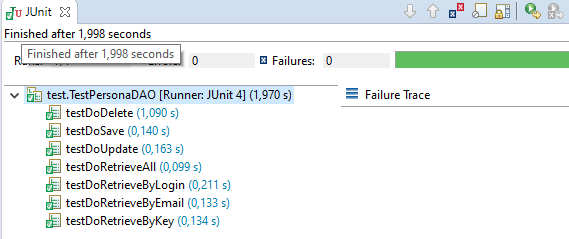 JUnit
Finished after 1,998 seconds
Finished after 1,998 seconds
Errors: 0
Failures: 0
test.TestPersonaDAO [Runner: JUnit 4] (1,970 s)
Failure Trace
testDoDelete (1,090 s)
testDoSave (0,140 s)
testDoUpdate (0,163 s)
testDoRetrieveAll (0,099 s)
testDoRetrieveByLogin (0,211 s)
testDoRetrieveByEmail (0,133 s)
testDoRetrieveByKey (0,134 s)